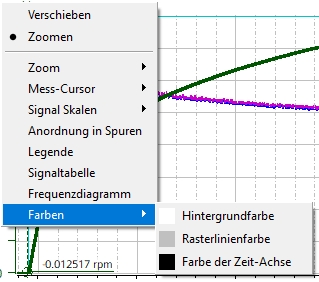 Verschieben
Zoomen
Zoom
Mess-Cursor
Signal Skalen
Anordnung in Spuren
Legende
Signaltabelle
Frequenzdiagramm
Farben
Hintergrundfarbe
Rasterlinienfarbe
Farbe der Zeit-Achse
0
-0.012517 rpm